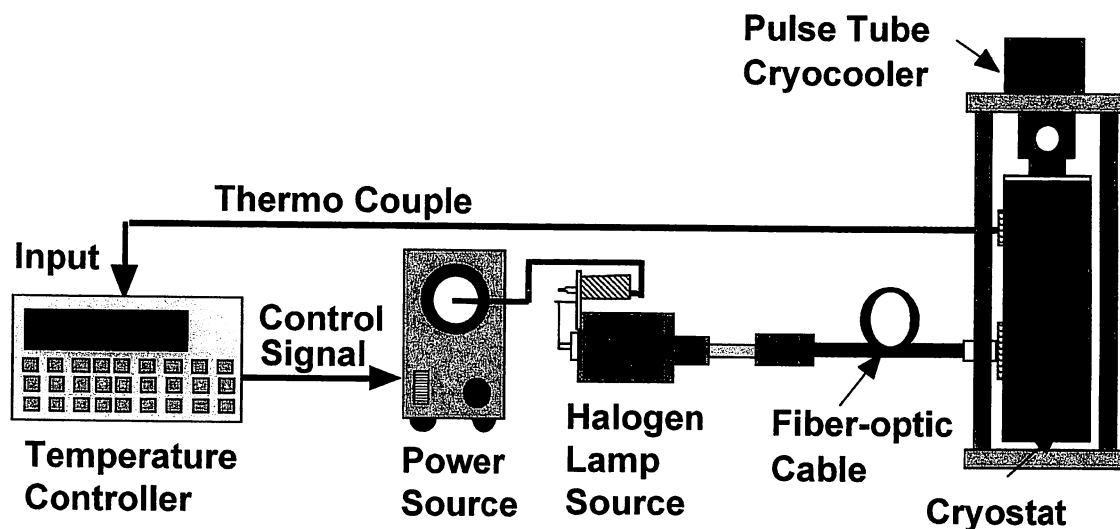 Pulse Tube
Cryocooler
Thermo Couple
Input
Control
Signal
Temperature
Controller
Power
Source
Halogen
Lamp
Source
Fiber-optic
Cable
Cryostat